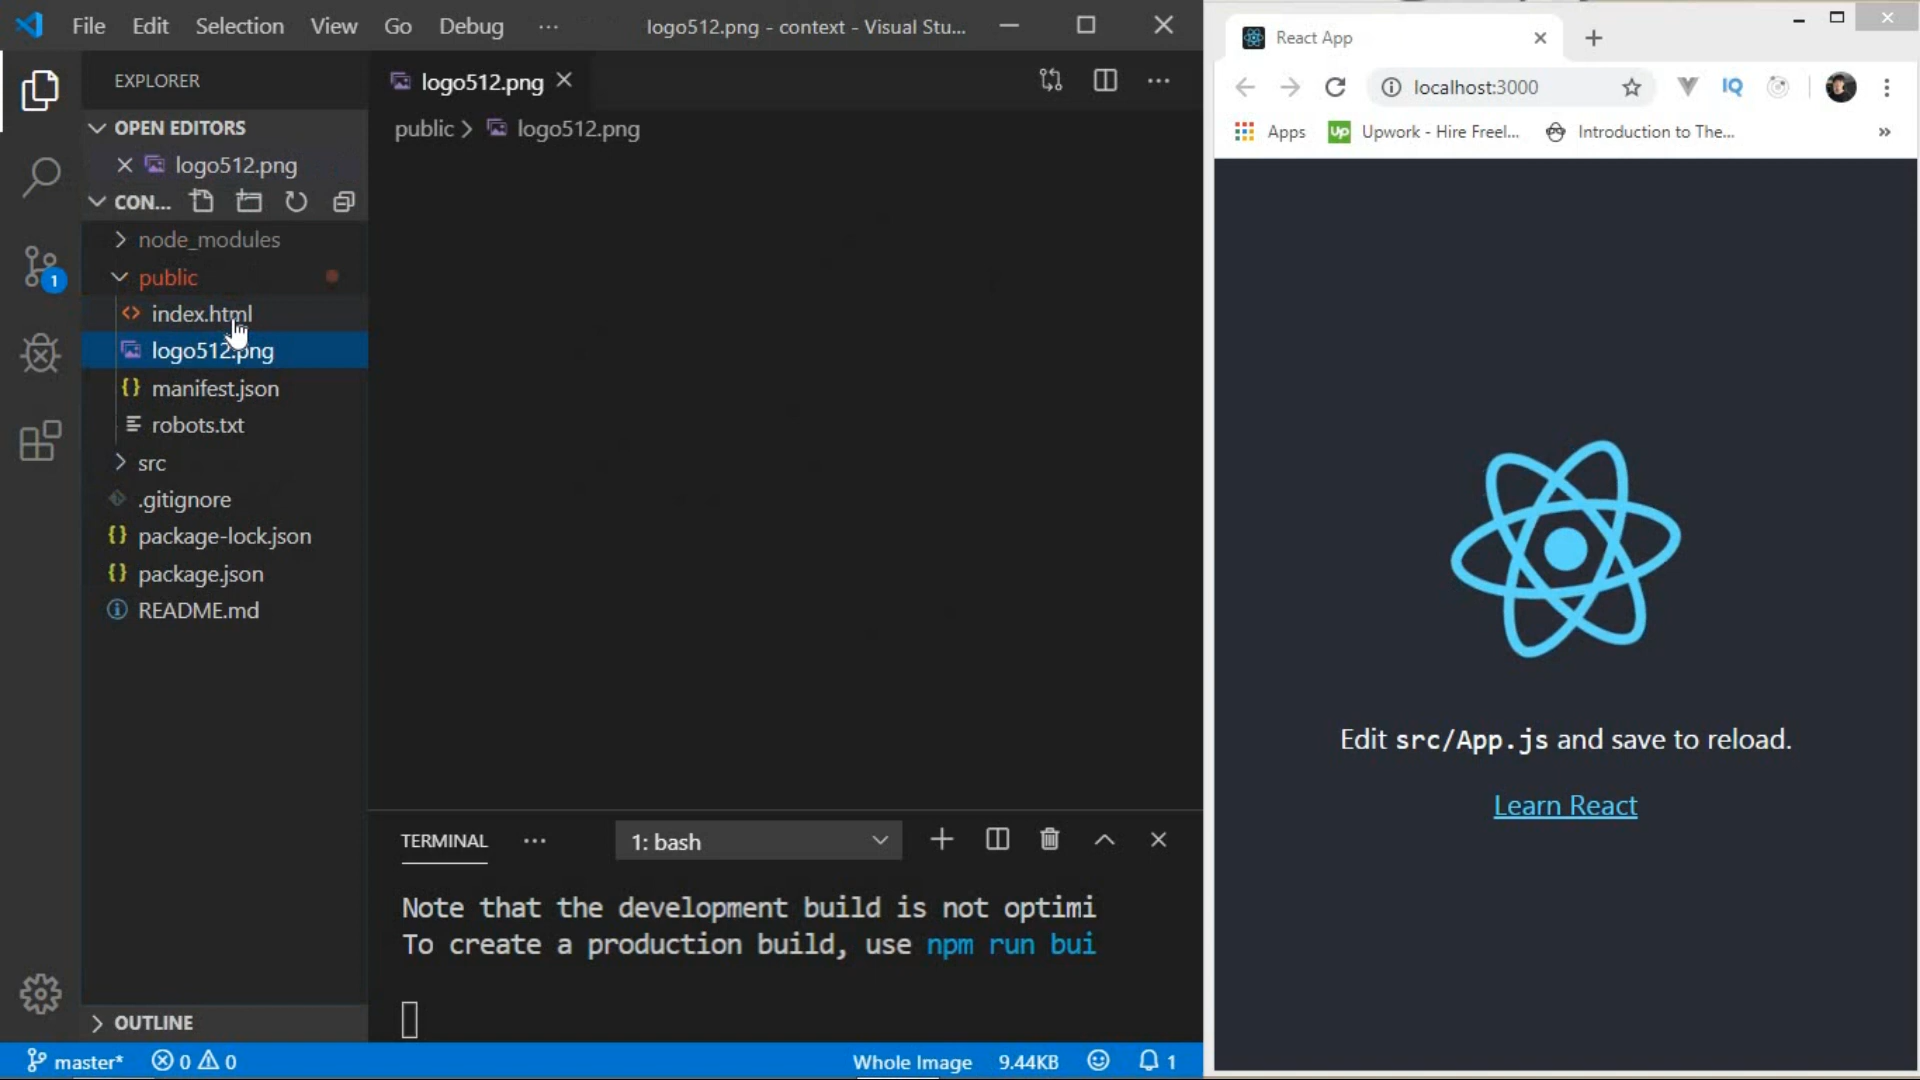 File Edit Selection View Go Debug ··· logo512.png - context - Visual Stu...
EXPLORER
OPEN EDITORS
logo512.png
CON...
node_modules
public
index.html
logo512.png
manifest.json
robots.txt
src
.gitignore
package-lock.json
package.json
README.md
OUTLINE
logo512.png
public > logo512.png
TERMINAL ··· 1: bash
Note that the development build is not optimi
To create a production build, use npm run bui
master* 0 0 Whole Image 9.44KB 1
1
React App
localhost:3000
IQ
Apps Up Upwork - Hire Freel... Introduction to The... »
Edit src/App.js and save to reload.
Learn React